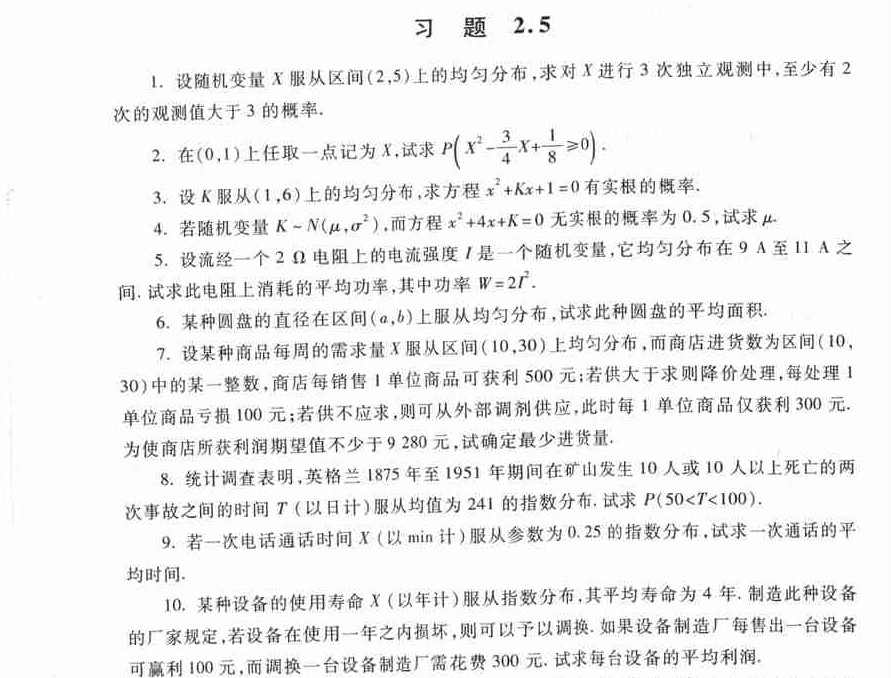 习 题 2.5
1. 设随机变量 X 服从区间(2,5)上的均匀分布,求对 X 进行 3 次独立观测中,至少有 2
次的观测值大于 3 的概率.
2. 在(0,1)上任取一点记为 X,试求 P(X²-3/4X+1/8≥0).
3. 设 K 服从(1,6)上的均匀分布,求方程 x²+Kx+1=0 有实根的概率.
4. 若随机变量 K~N(μ,σ²),而方程 x²+4x+K=0 无实根的概率为 0.5,试求 μ.
5. 设流经一个 2 Ω 电阻上的电流强度 I 是一个随机变量,它均匀分布在 9 A 至 11 A 之
间.试求此电阻上消耗的平均功率,其中功率 W=2I².
6. 某种圆盘的直径在区间(a,b)上服从均匀分布,试求此种圆盘的平均面积.
7. 设某种商品每周的需求量 X 服从区间(10,30)上均匀分布,而商店进货数为区间(10,
30)中的某一整数,商店每销售 1 单位商品可获利 500 元;若供大于求则降价处理,每处理 1
单位商品亏损 100 元;若供不应求,则可从外部调剂供应,此时每 1 单位商品仅获利 300 元.
为使商店所获利润期望值不少于 9 280 元,试确定最少进货量.
8. 统计调查表明,英格兰 1875 年至 1951 年期间在矿山发生 10 人或 10 人以上死亡的两
次事故之间的时间 T (以日计)服从均值为 241 的指数分布.试求 P(50<T<100).
9. 若一次电话通话时间 X (以 min 计)服从参数为 0.25 的指数分布,试求一次通话的平
均时间.
10. 某种设备的使用寿命 X (以年计)服从指数分布,其平均寿命为 4 年.制造此种设备
的厂家规定,若设备在使用一年之内损坏,则可以予以调换.如果设备制造厂每售出一台设备
可赢利 100 元,而调换一台设备制造厂需花费 300 元.试求每台设备的平均利润.